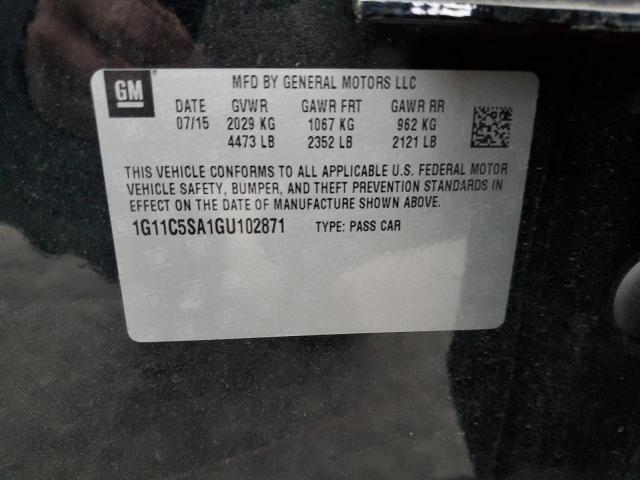 GM
MFD BY GENERAL MOTORS LLC
DATE GVWR GAWR FRT GAWR RR
07/15 2029 KG 1067 KG 962 KG
4473 LB 2352 LB 2121 LB
THIS VEHICLE CONFORMS TO ALL APPLICABLE U.S. FEDERAL MOTOR
VEHICLE SAFETY, BUMPER, AND THEFT PREVENTION STANDARDS IN
EFFECT ON THE DATE OF MANUFACTURE SHOWN ABOVE.
1G11C5SA1GU102871 TYPE: PASS CAR